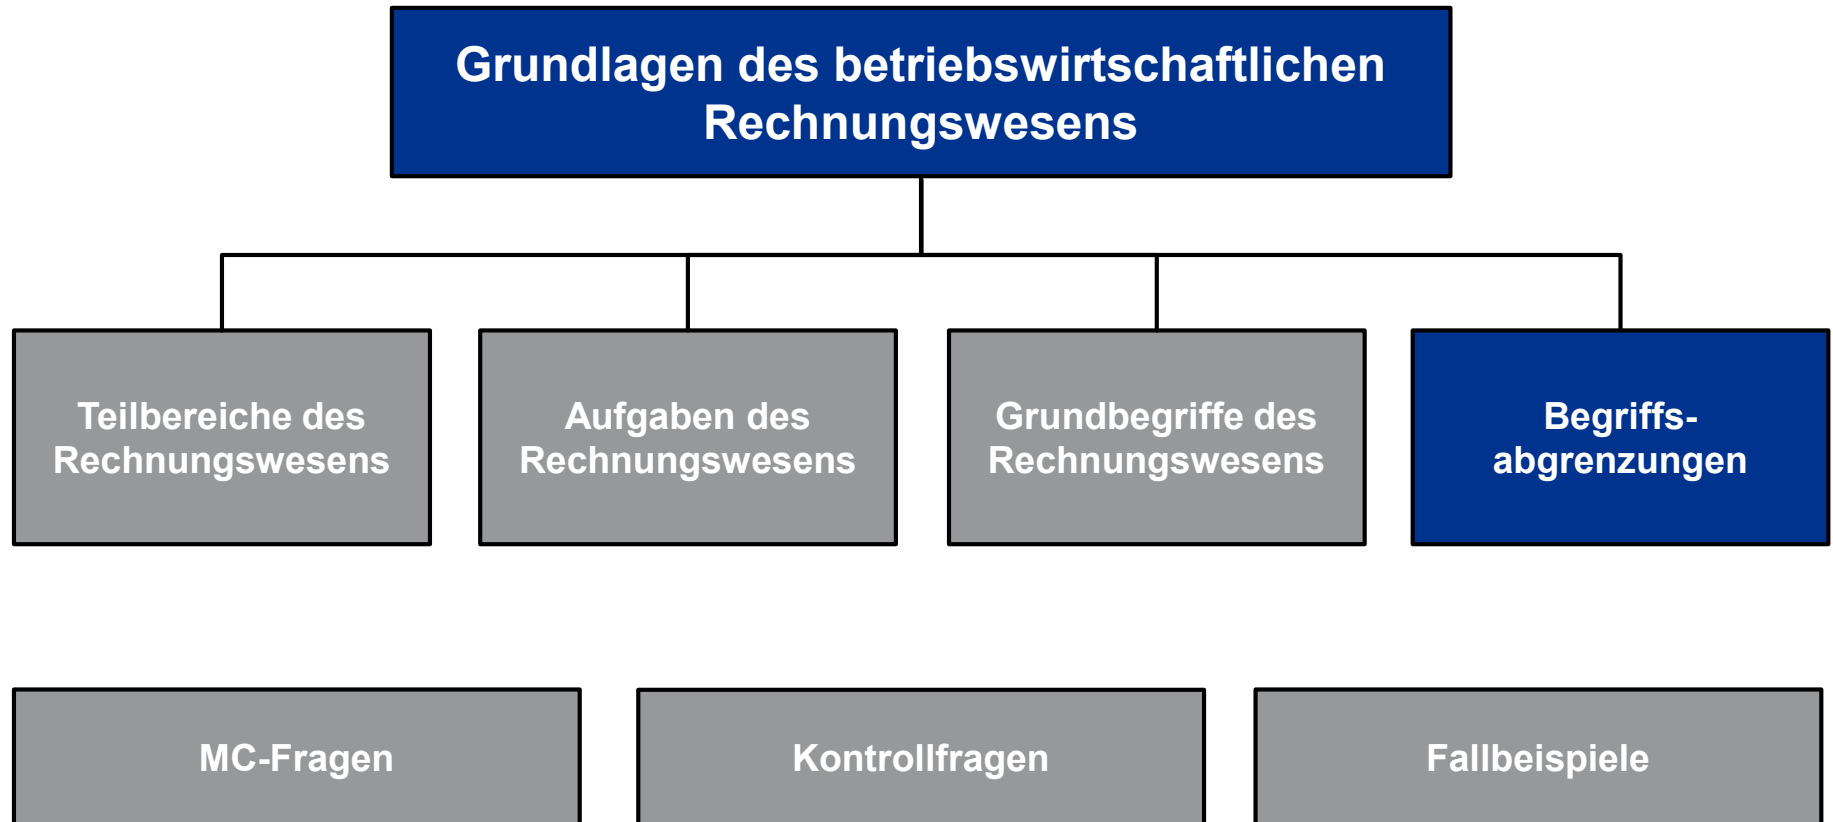 Grundlagen des betriebswirtschaftlichen
Rechnungswesens
Teilbereiche des
Rechnungswesens
Aufgaben des
Rechnungswesens
Grundbegriffe des
Rechnungswesens
Begriffs-
abgrenzungen
MC-Fragen
Kontrollfragen
Fallbeispiele